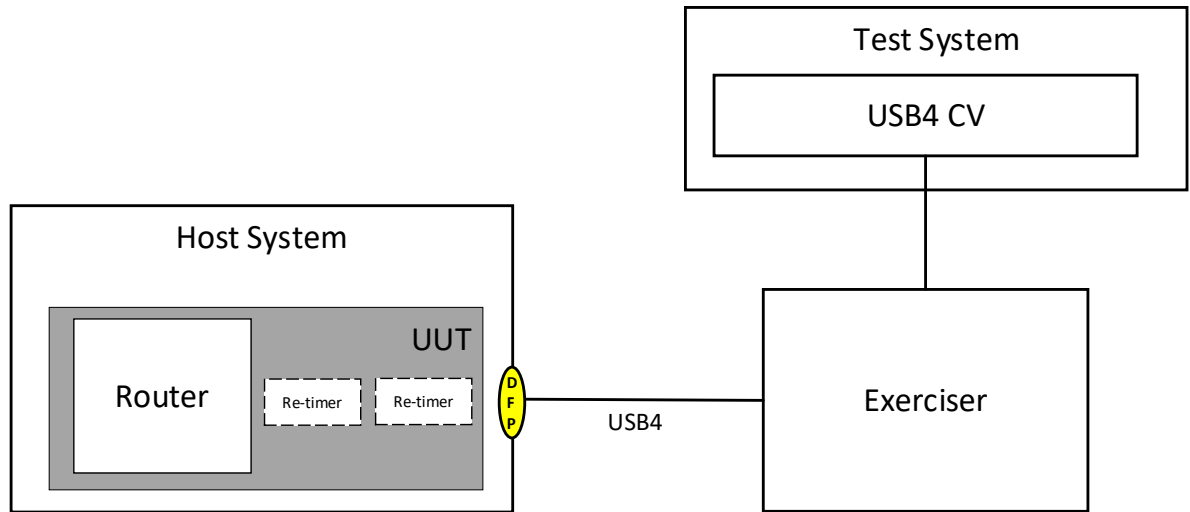 Test System
USB4 CV
Host System
UUT
Router
Re-timer
Re-timer
D
F
P
USB4
Exerciser